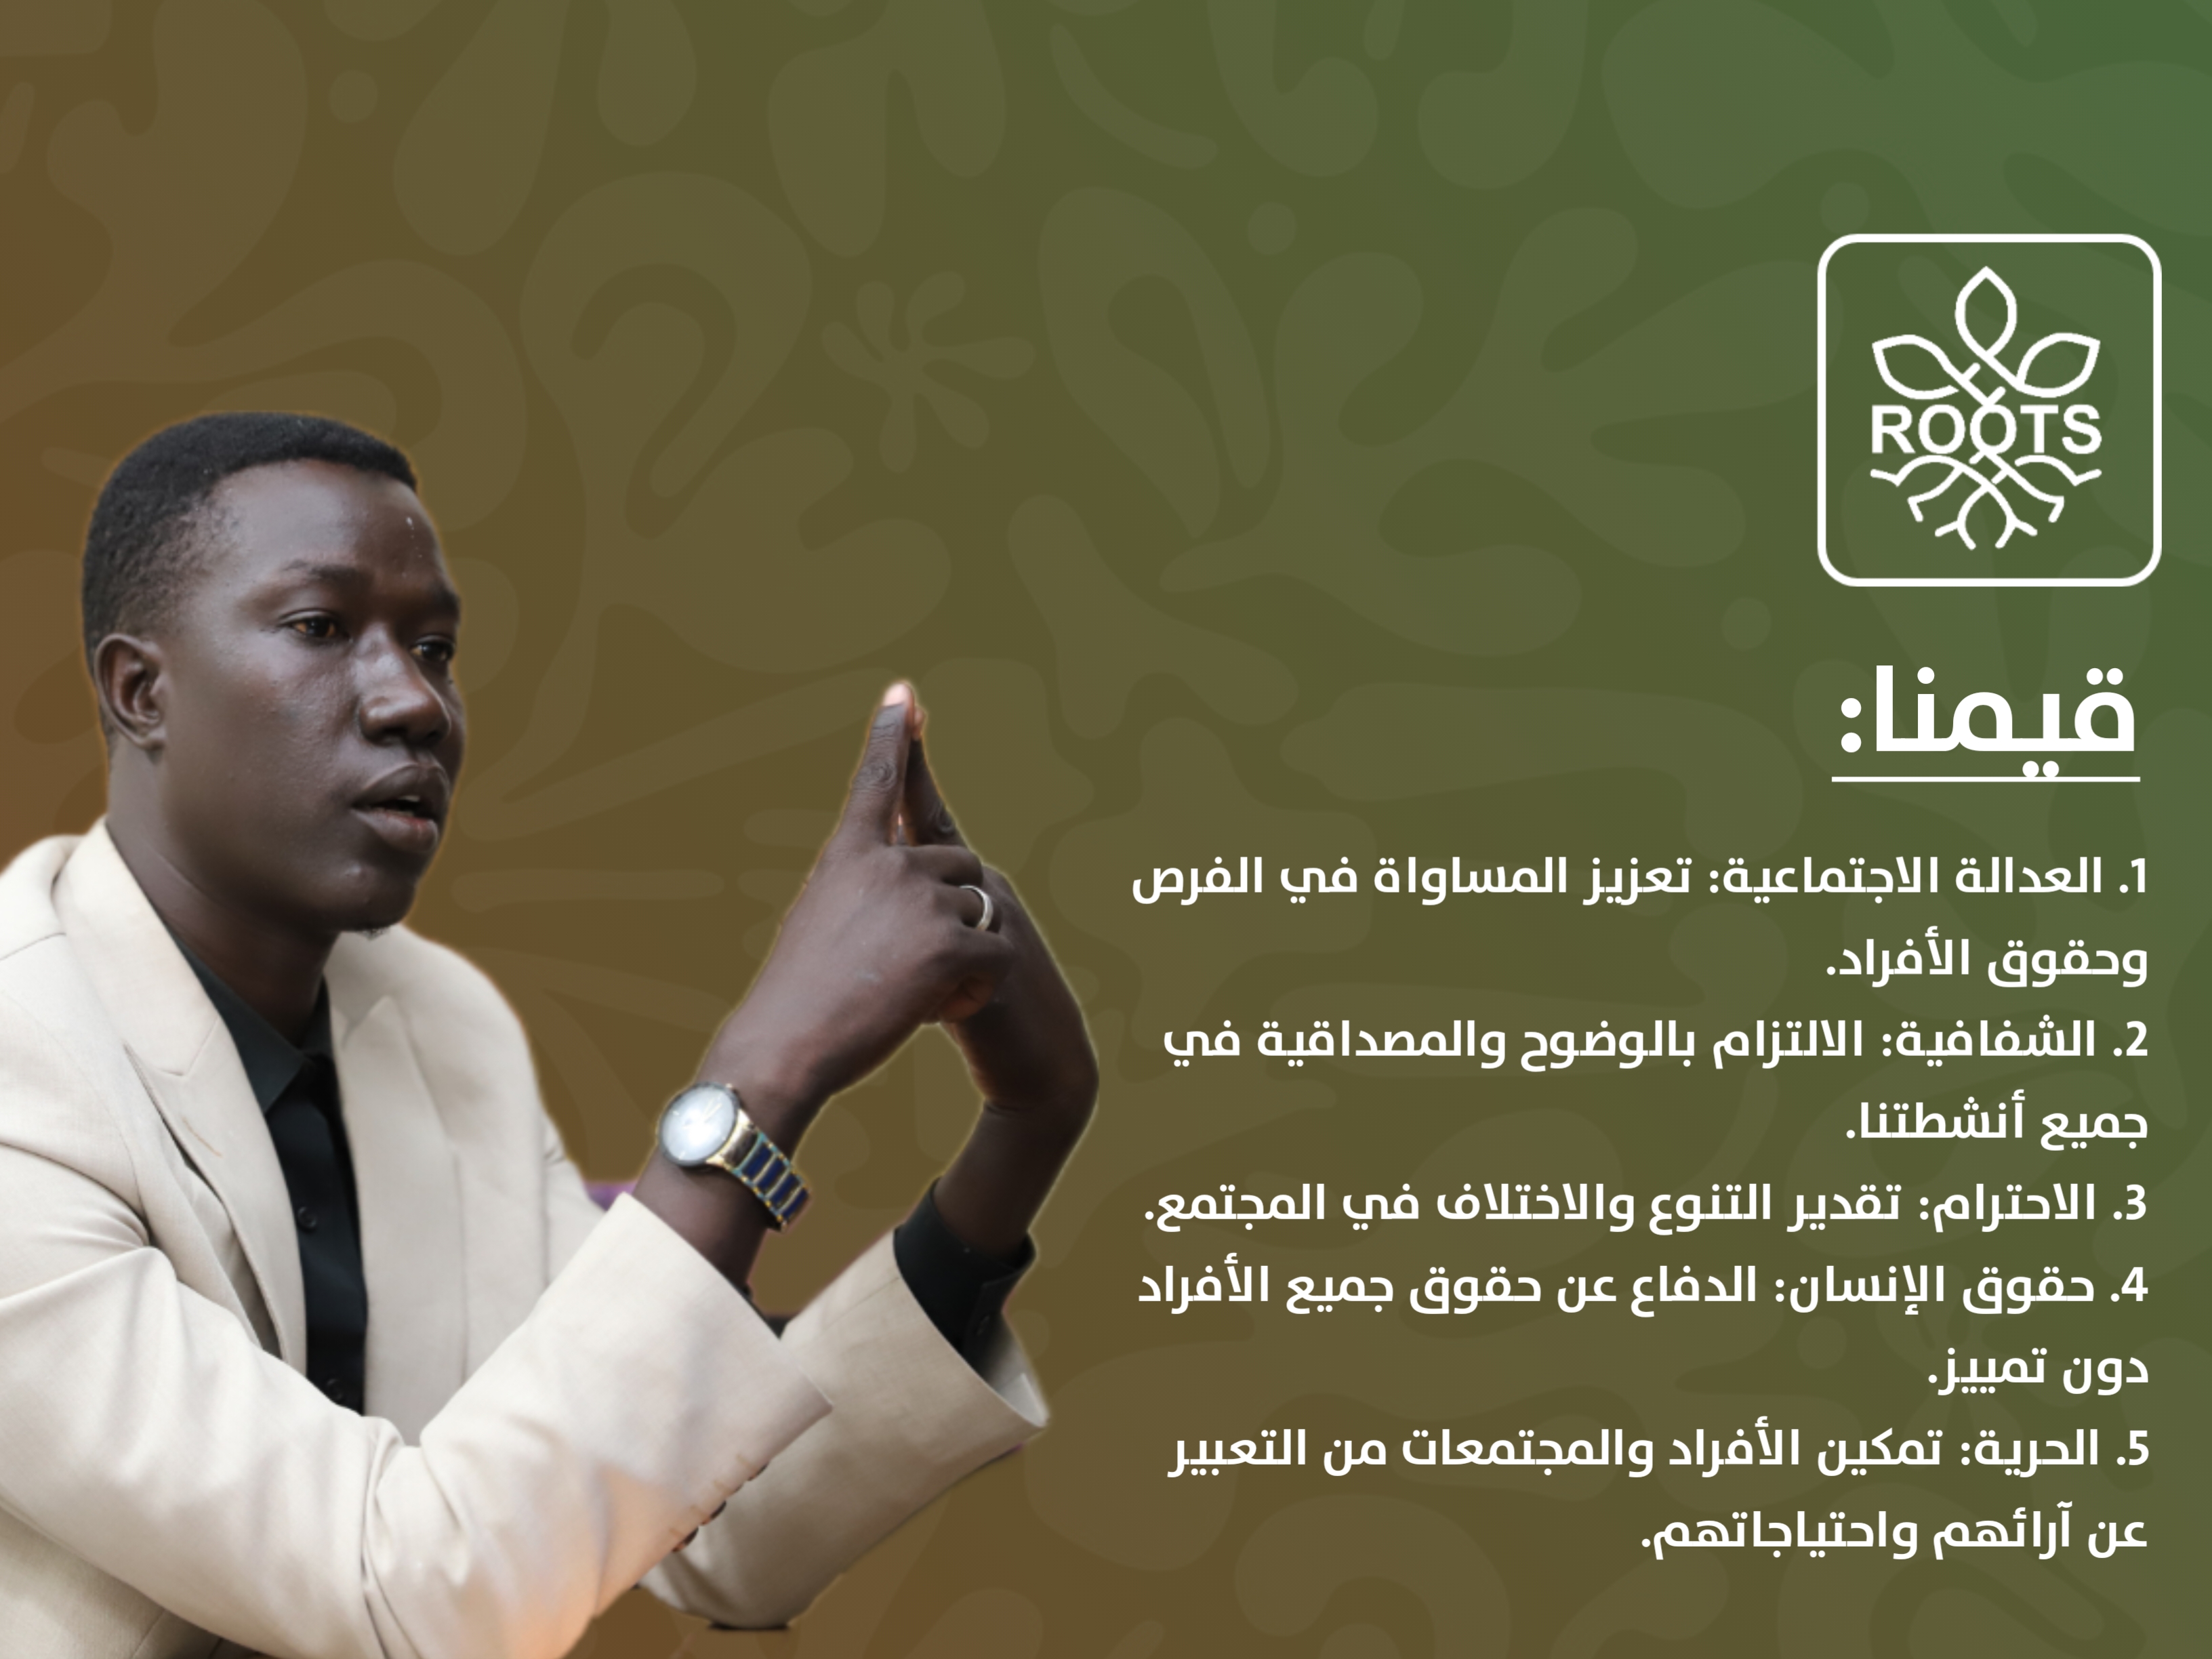 ROOTS
قيمنا:
1. العدالة الاجتماعية: تعزيز المساواة في الفرص
وحقوق الأفراد.
2. الشفافية: الالتزام بالوضوح والمصداقية في
جميع أنشطتنا.
3. الاحترام: تقدير التنوع والاختلاف في المجتمع.
4. حقوق الإنسان: الدفاع عن حقوق جميع الأفراد
دون تمييز.
5. الحرية: تمكين الأفراد والمجتمعات من التعبير
عن آرائهم واحتياجاتهم.